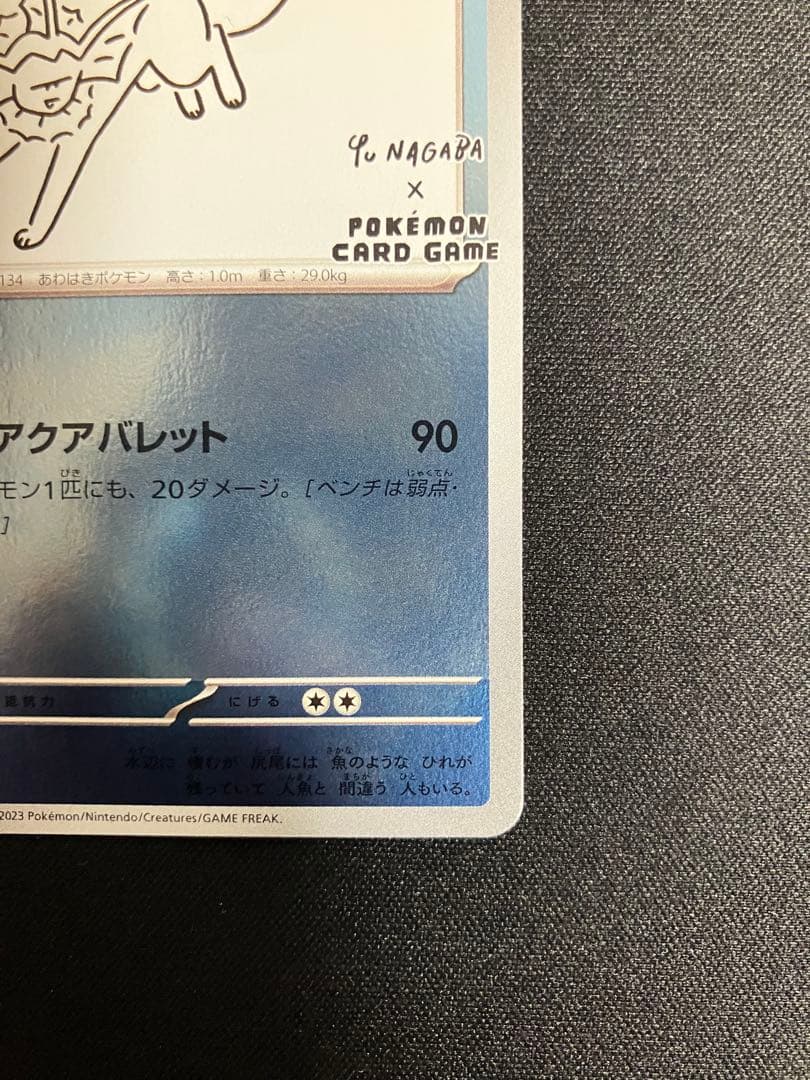 Yu NAGABA
×
POKÉMON
CARD GAME
134 あわはきポケモン 高さ:1.0m 重さ:29.0kg
アクアバレット 90
モン1匹にも、20ダメージ。[ベンチは弱点・
]
抵抗力 にげる
水辺に 棲むが 尻尾には 魚のような ひれが
残っていて 人魚と 間違う 人もいる。
2023 Pokémon/Nintendo/Creatures/GAME FREAK.